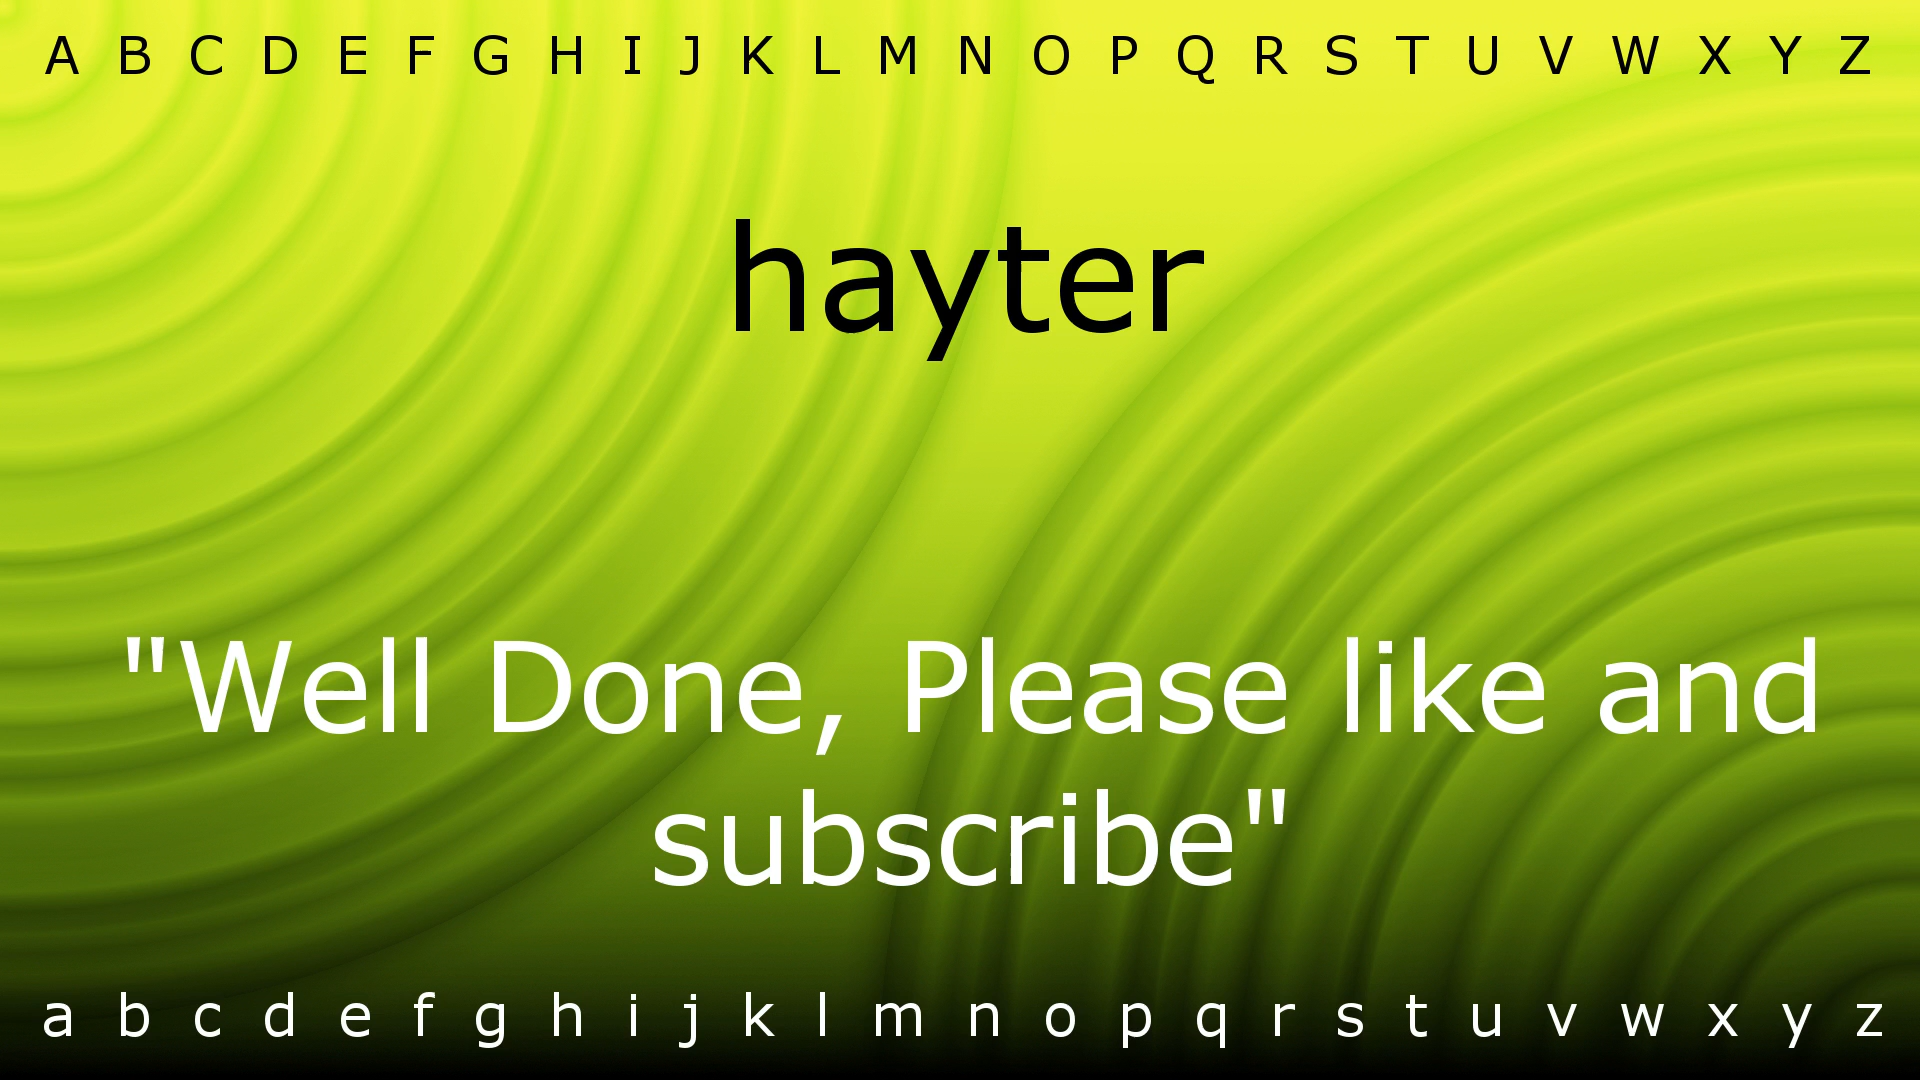 A B C D E F G H I J K L M N O P Q R S T U V W X Y Z
hayter
"Well Done, Please like and
subscribe"
a b c d e f g h i j k l m n o p q r s t u v w x y z